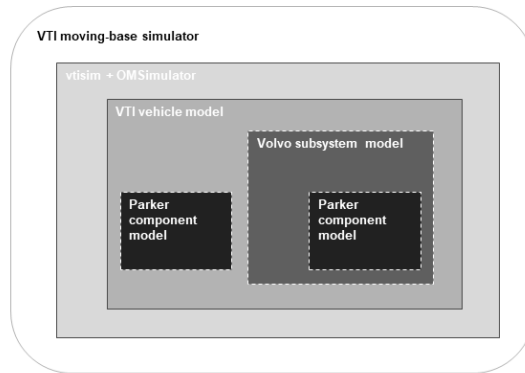 VTI moving-base simulator
vtisim + OMSimulator
VTI vehicle model
Volvo subsystem model
Parker
component
model
Parker
component
model